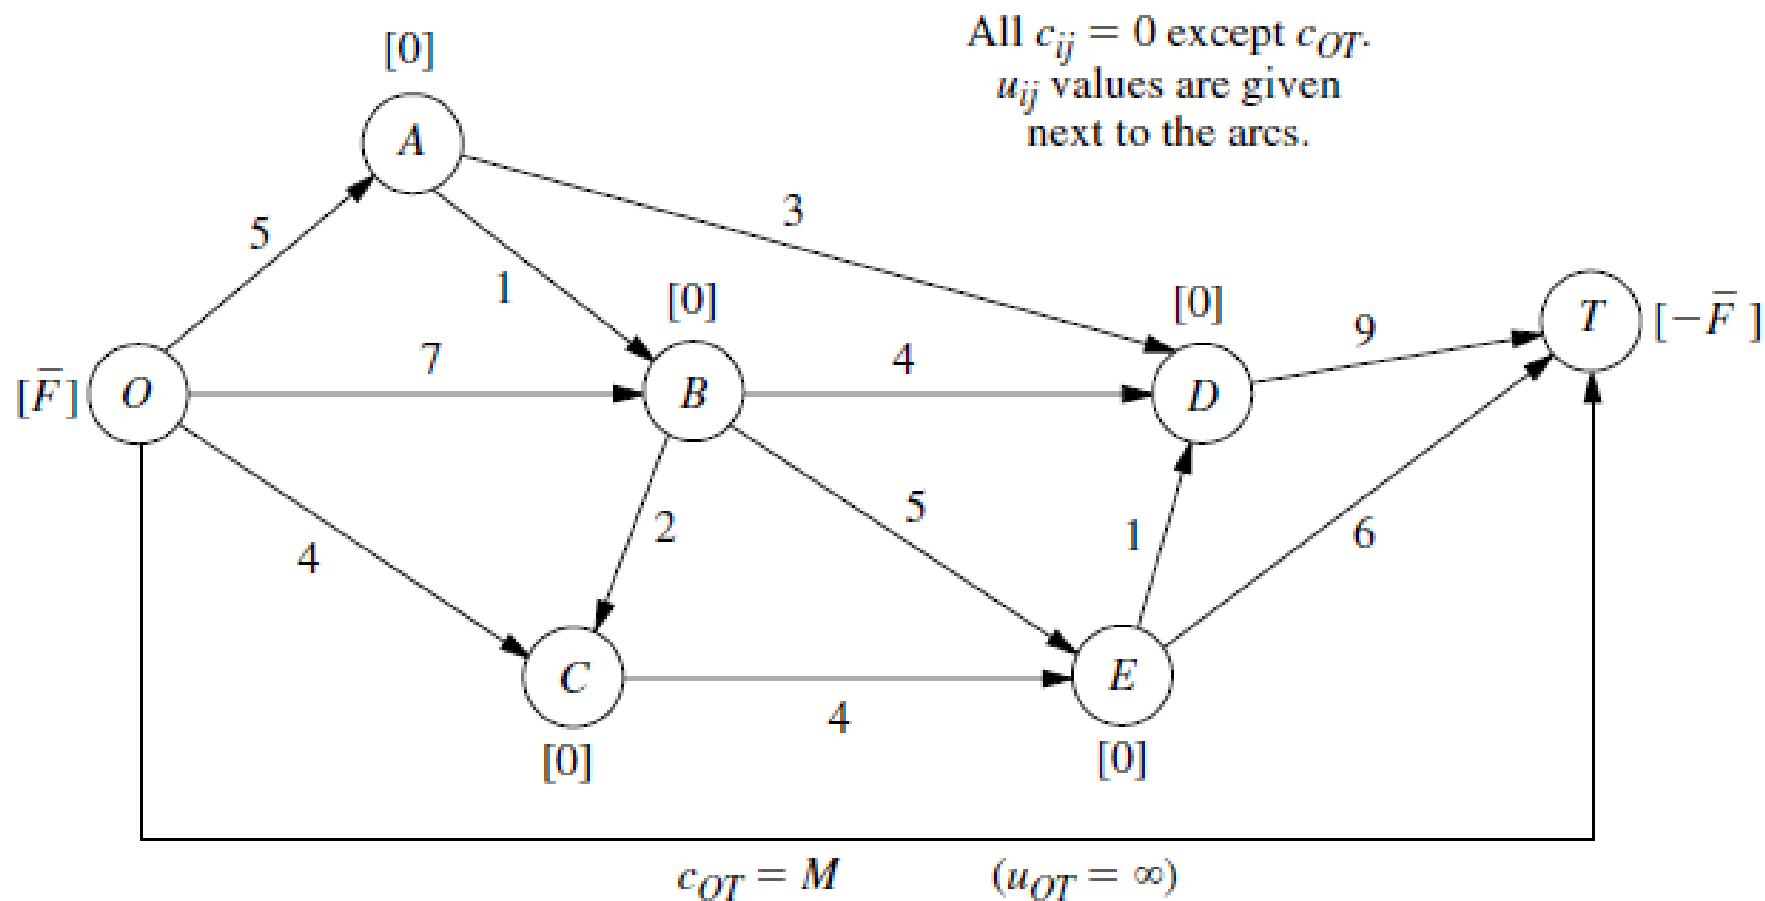 [0]
All c_ij = 0 except c_OT.
u_ij values are given
next to the arcs.
A
3
5
1
[0]
[0]
9
T [−F̄ ]
7
4
[F̄] O
B
D
5
2
1
6
4
C
E
4
[0]
[0]
c_OT = M (u_OT = ∞)